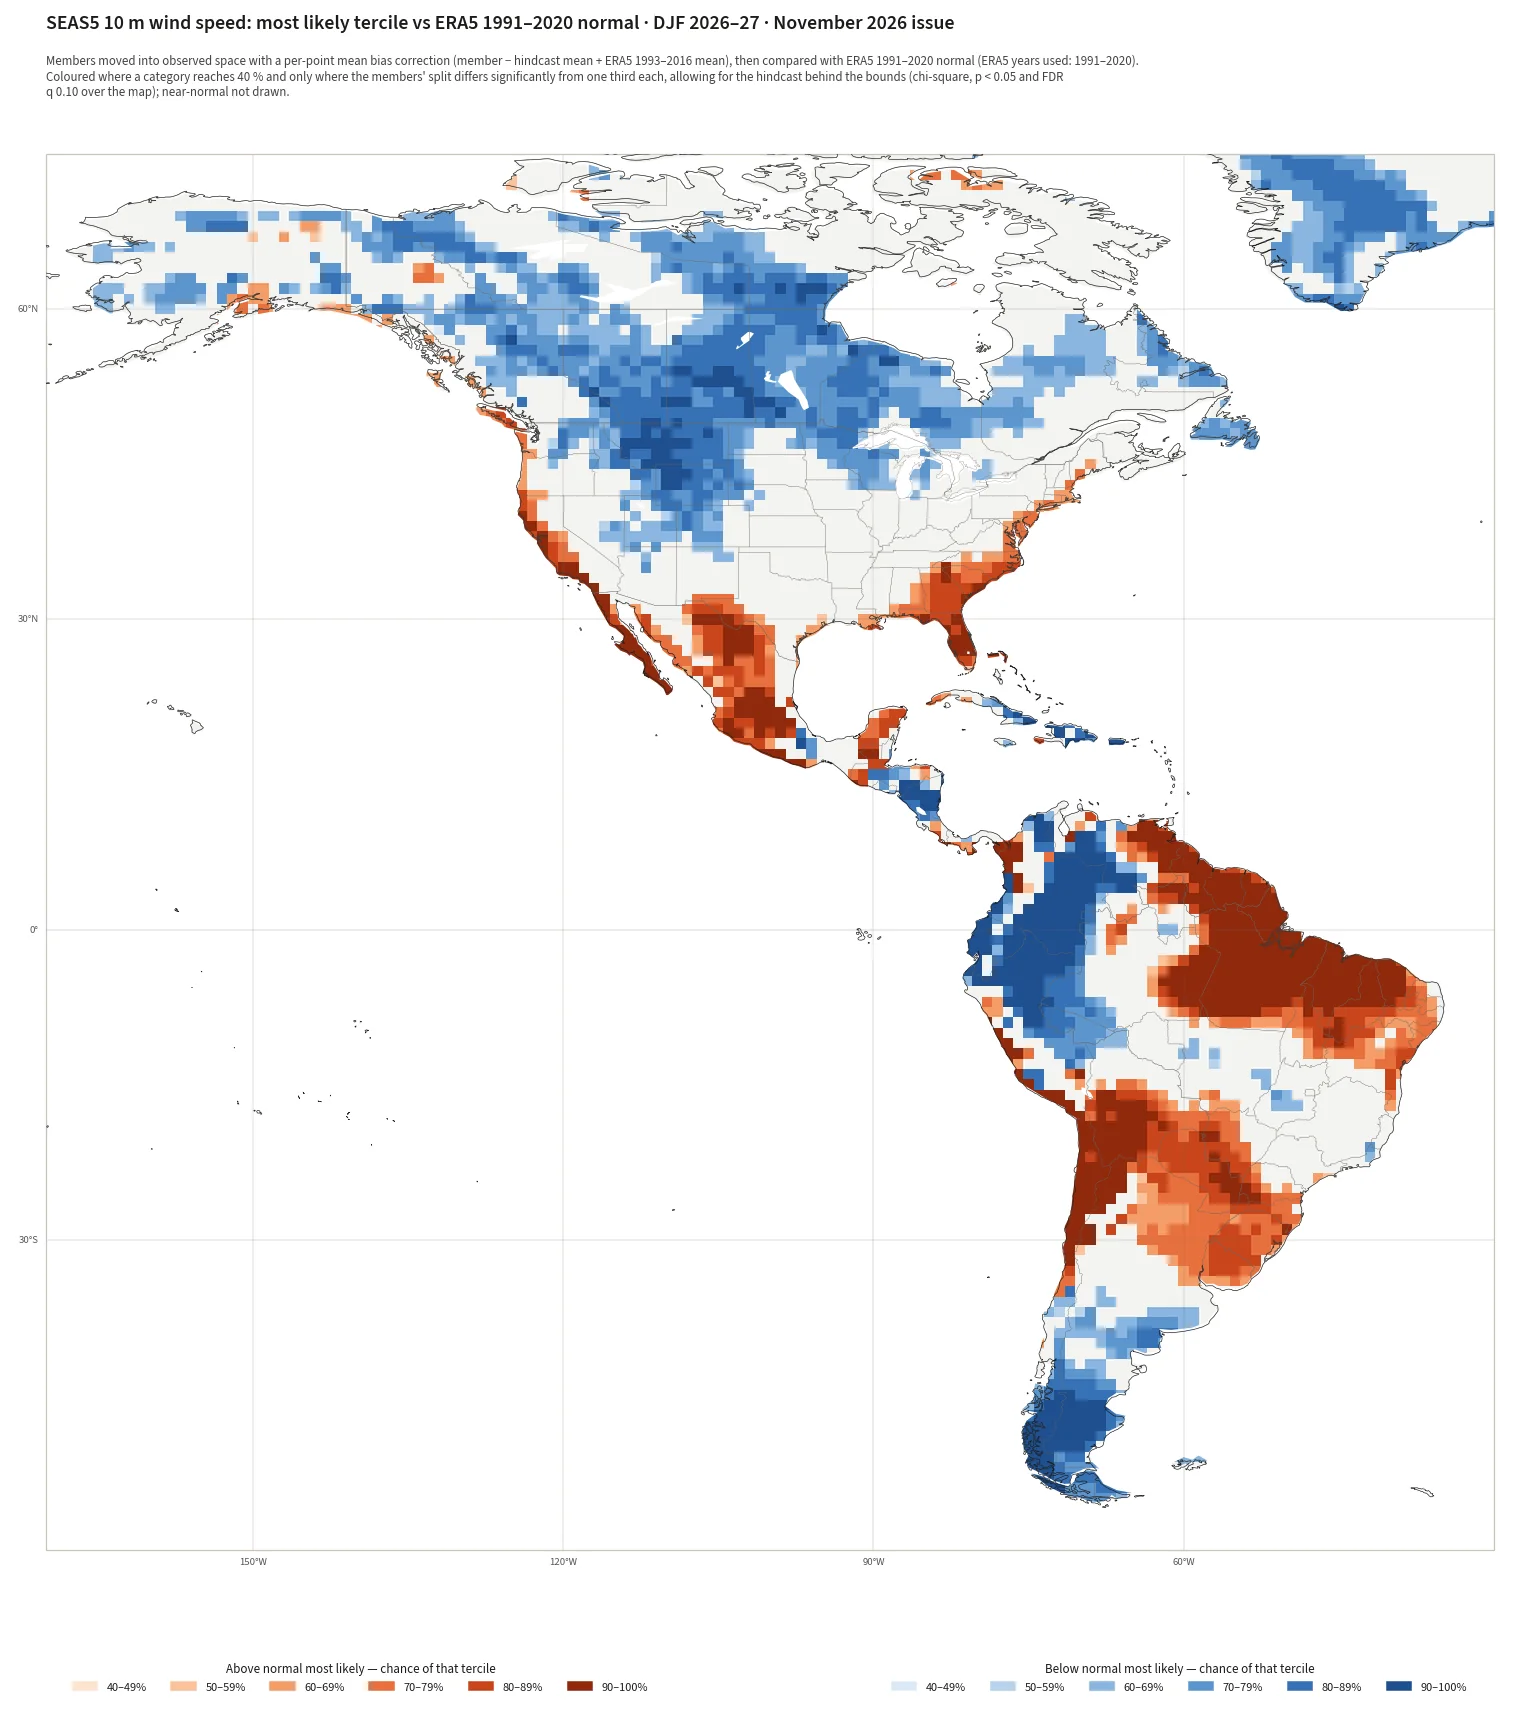 SEAS5 10 m wind speed: most likely tercile vs ERA5 1991–2020 normal · DJF 2026–27 · November 2026 issue
Members moved into observed space with a per-point mean bias correction (member − hindcast mean + ERA5 1993–2016 mean), then compared with ERA5 1991–2020 normal (ERA5 years used: 1991–2020).
Coloured where a category reaches 40 % and only where the members' split differs significantly from one third each, allowing for the hindcast behind the bounds (chi-square, p < 0.05 and FDR
q 0.10 over the map); near-normal not drawn.
60°N
30°N
0°
30°S
150°W 120°W 90°W 60°W
Above normal most likely — chance of that tercile
40–49% 50–59% 60–69% 70–79% 80–89% 90–100%
Below normal most likely — chance of that tercile
40–49% 50–59% 60–69% 70–79% 80–89% 90–100%